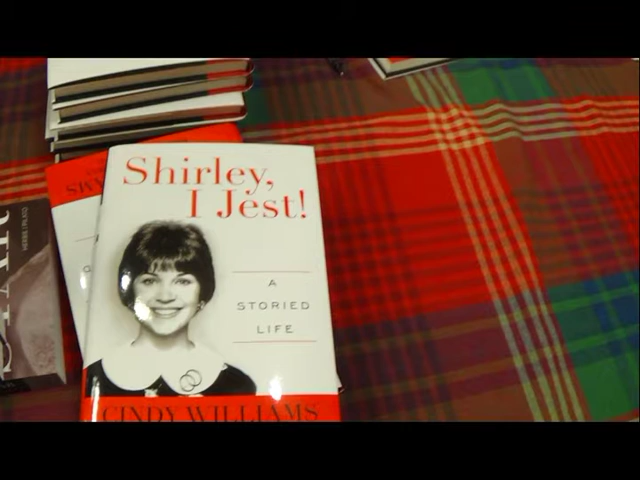 Shirley,
I Jest!
A
STORIED
LIFE
CINDY WILLIAMS